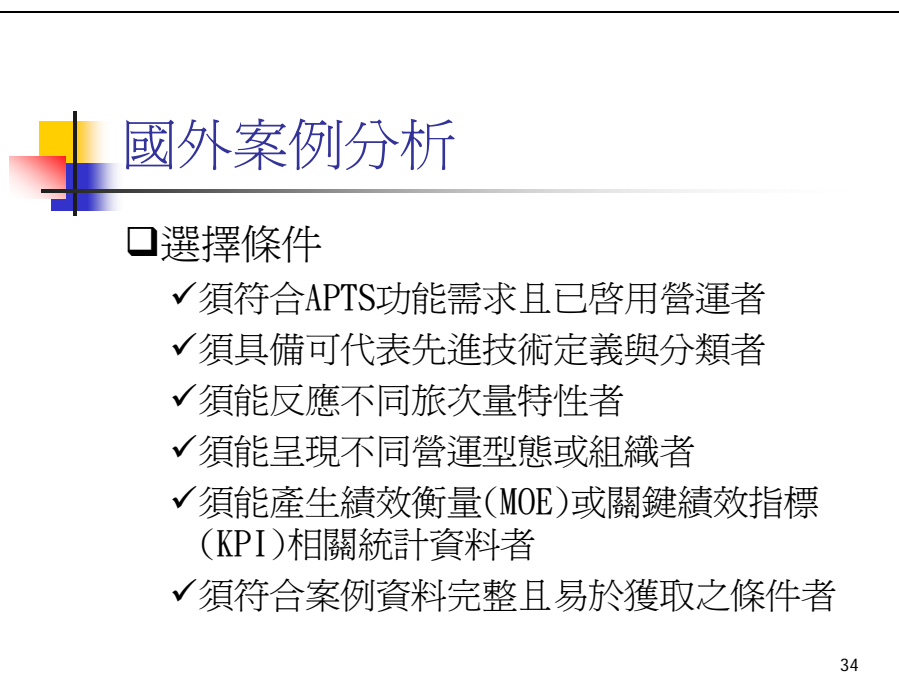 國外案例分析
❑選擇條件
✓須符合APTS功能需求且已啓用營運者
✓須具備可代表先進技術定義與分類者
✓須能反應不同旅次量特性者
✓須能呈現不同營運型態或組織者
✓須能產生績效衡量(MOE)或關鍵績效指標
(KPI)相關統計資料者
✓須符合案例資料完整且易於獲取之條件者
34